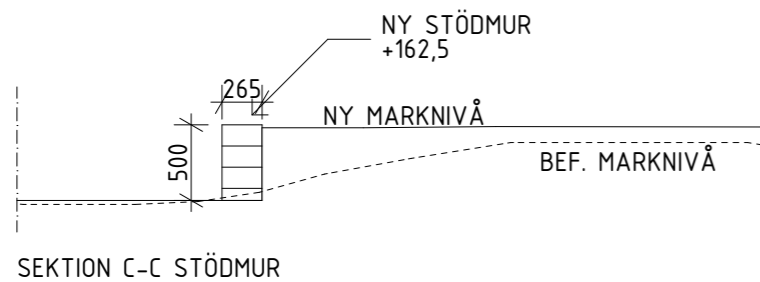 NY STÖDMUR
+162,5
265
NY MARKNIVÅ
500
BEF. MARKNIVÅ
SEKTION C-C STÖDMUR